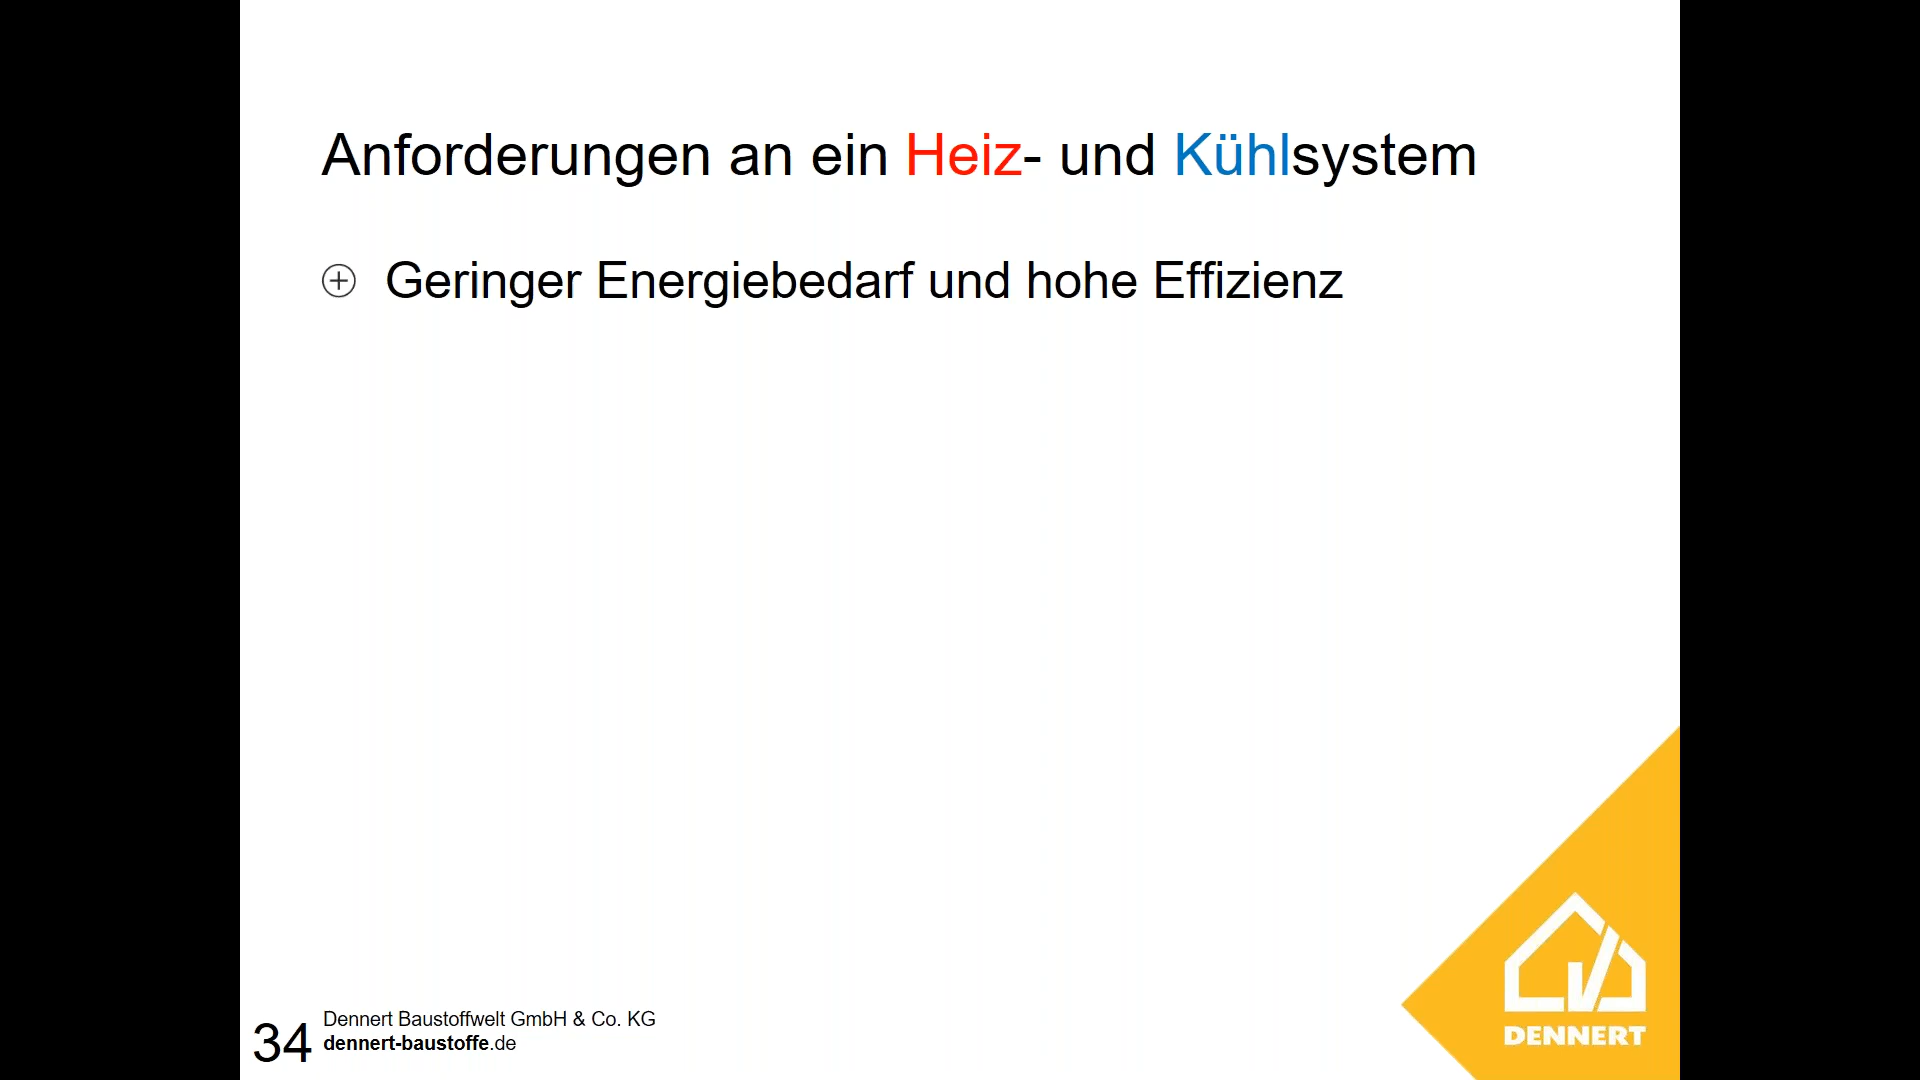 Anforderungen an ein Heiz- und Kühlsystem
Geringer Energiebedarf und hohe Effizienz
34
Dennert Baustoffwelt GmbH & Co. KG
dennert-baustoffe.de
DENNERT